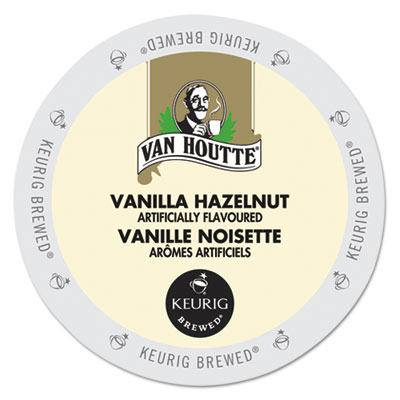 KEURIG BREWED®
KEURIG BREWED®
KEURIG BREWED®
KEURIG BREWED®
VAN HOUTTE®
VANILLA HAZELNUT
ARTIFICIALLY FLAVOURED
VANILLE NOISETTE
ARÔMES ARTIFICIELS
KEURIG
BREWED®